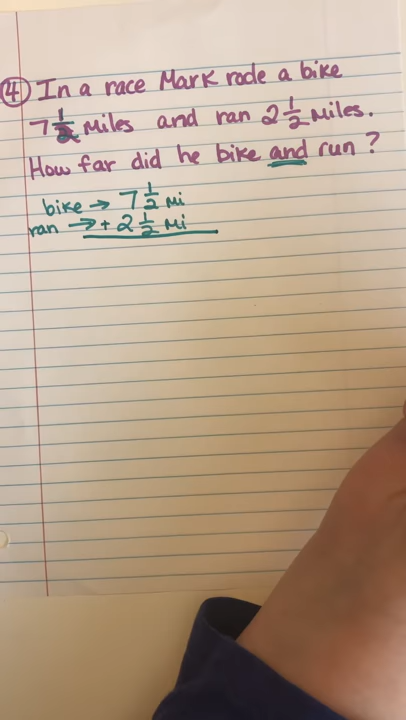 ④ In a race Mark rode a bike
7 1/2 Miles and ran 2 1/2 Miles.
How far did he bike and run?
bike → 7 1/2 Mi
ran → + 2 1/2 Mi